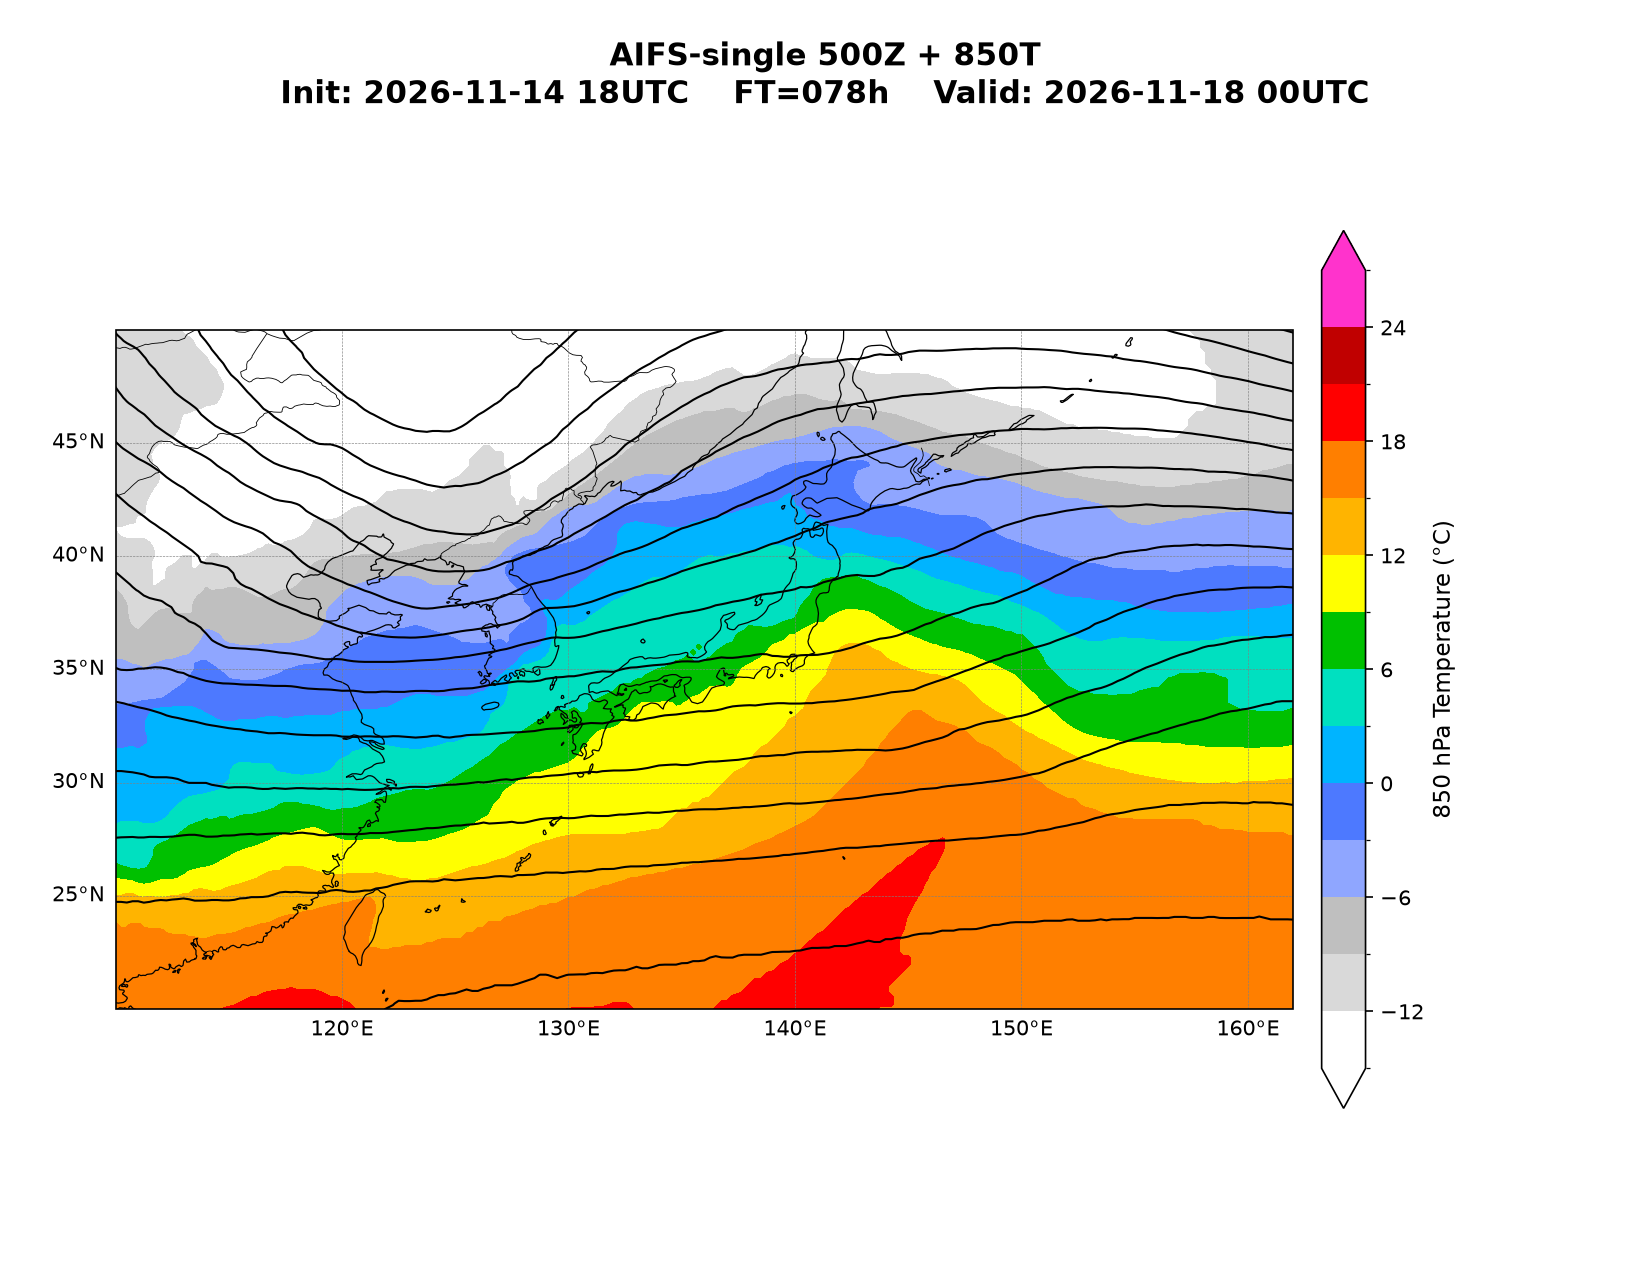 AIFS-single 500Z + 850T
Init: 2026-11-14 18UTC    FT=078h    Valid: 2026-11-18 00UTC
45°N
40°N
35°N
30°N
25°N
120°E
130°E
140°E
150°E
160°E
24
18
12
6
0
−6
−12
850 hPa Temperature (°C)